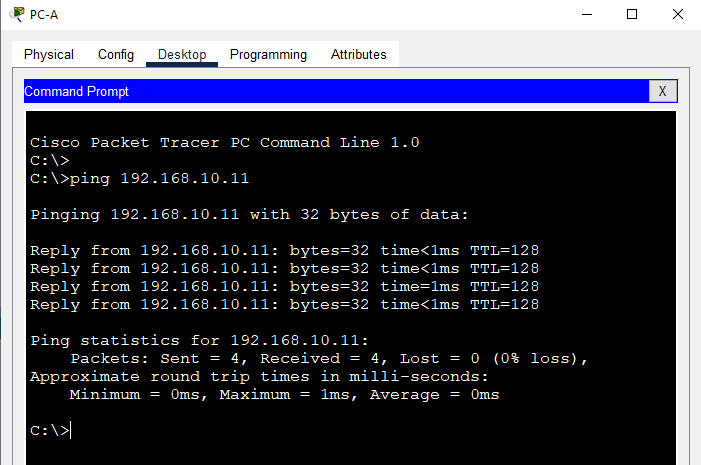 PC-A
Physical Config Desktop Programming Attributes
Command Prompt X
Cisco Packet Tracer PC Command Line 1.0
C:\>
C:\>ping 192.168.10.11
Pinging 192.168.10.11 with 32 bytes of data:
Reply from 192.168.10.11: bytes=32 time<1ms TTL=128
Reply from 192.168.10.11: bytes=32 time<1ms TTL=128
Reply from 192.168.10.11: bytes=32 time=1ms TTL=128
Reply from 192.168.10.11: bytes=32 time<1ms TTL=128
Ping statistics for 192.168.10.11:
    Packets: Sent = 4, Received = 4, Lost = 0 (0% loss),
Approximate round trip times in milli-seconds:
    Minimum = 0ms, Maximum = 1ms, Average = 0ms
C:\>